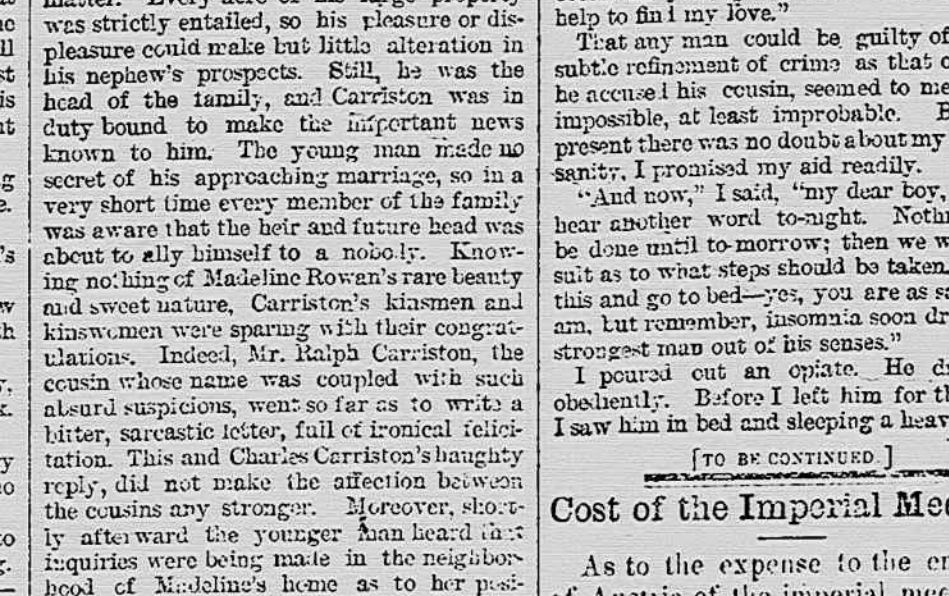 matter. Every acre of his large property
was strictly entailed, so his pleasure or dis-
pleasure could make but little alteration in
his nephew's prospects. Still, he was the
head of the family, and Carriston was in
duty bound to make the important news
known to him. The young man made no
secret of his approaching marriage, so in a
very short time every member of the family
was aware that the heir and future head was
about to ally himself to a nobody. Know-
ing nothing of Madeline Rowan's rare beauty
and sweet nature, Carriston's kinsmen and
kinswomen were sparing with their congrat-
ulations. Indeed, Mr. Ralph Carriston, the
cousin whose name was coupled with such
absurd suspicions, went so far as to write a
bitter, sarcastic letter, full of ironical felici-
tation. This and Charles Carriston's haughty
reply, did not make the affection between
the cousins any stronger. Moreover, short-
ly afterward the younger man heard that
inquiries were being made in the neighbor-
hood of Madeline's home as to her posi-
help to find my love."
That any man could be guilty of
subtle refinement of crime as that
he accused his cousin, seemed to me
impossible, at least improbable.
present there was no doubt about my
sanity, I promised my aid readily.
"And now," I said, "my dear boy,
hear another word to-night. Noth
be done until to-morrow; then we w
sult as to what steps should be taken.
this and go to bed—yes, you are as sa
am, but remember, insomnia soon dr
strongest man out of his senses."
I poured out an opiate. He d
obediently. Before I left him for th
I saw him in bed and sleeping a heav
[TO BE CONTINUED.]
Cost of the Imperial Mee
As to the expense to the e
of Austria of the imperial mee